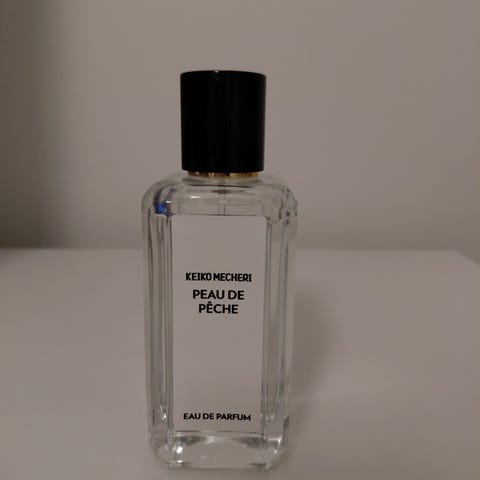 KEIKO MECHERI
PEAU DE
PÊCHE
EAU DE PARFUM